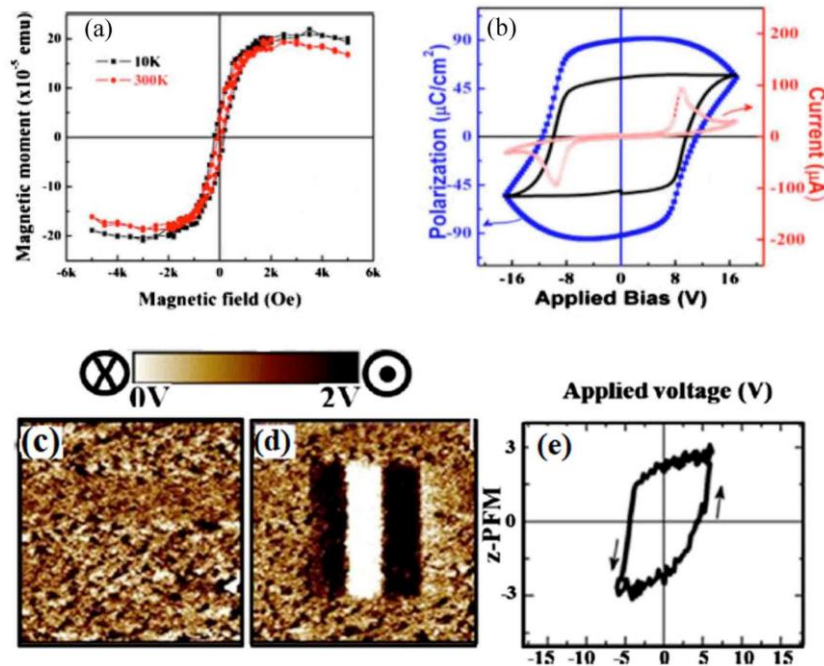 (a)
Magnetic moment (x10⁻⁵ emu)
20
10
0
-10
-20
10K
300K
-6k -4k -2k 0 2k 4k 6k
Magnetic field (Oe)
(b)
Polarization (μC/cm²)
90
45
0
-45
-90
-16 -8 0 8 16
Applied Bias (V)
200
100
0
-100
-200
Current (μA)
0V 2V
(c)
(d)
Applied voltage (V)
(e)
z-PFM
3
0
-3
-15 -10 -5 0 5 10 15